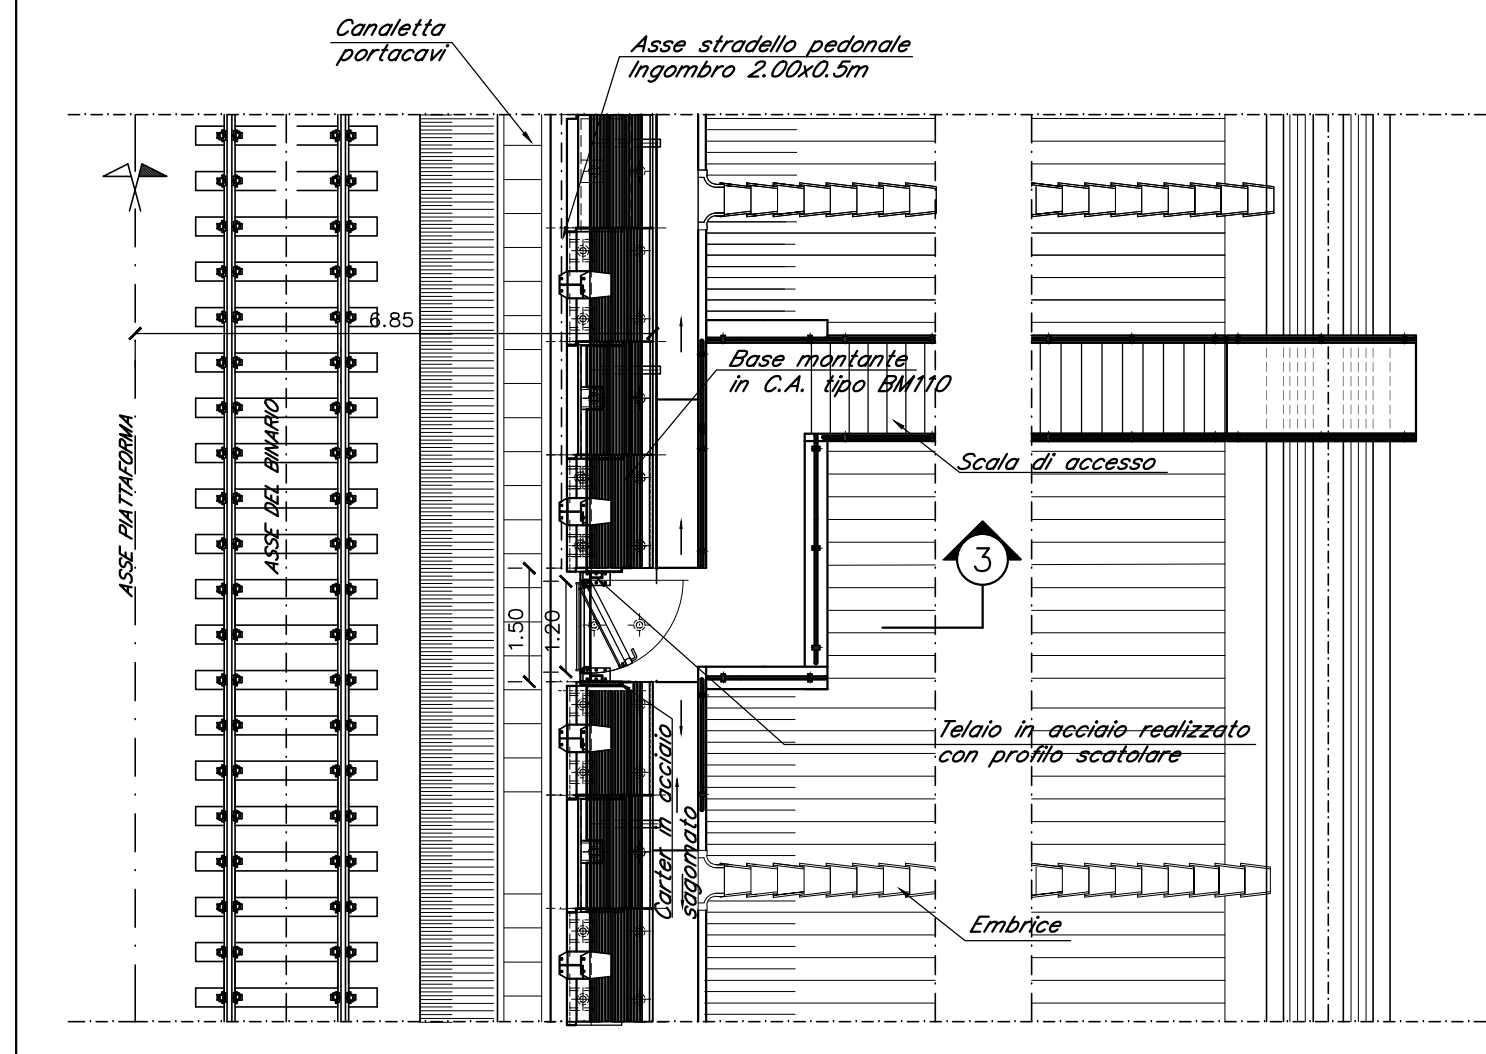 Canaletta
portacavi
Asse stradello pedonale
Ingombro 2.00x0.5m
6.85
Base montante
in C.A. tipo BM110
ASSE PIATTAFORMA
ASSE DEL BINARIO
Scala di accesso
3
1.50
1.20
Telaio in acciaio realizzato
con profilo scatolare
Carter in acciaio
sagomato
Embrice